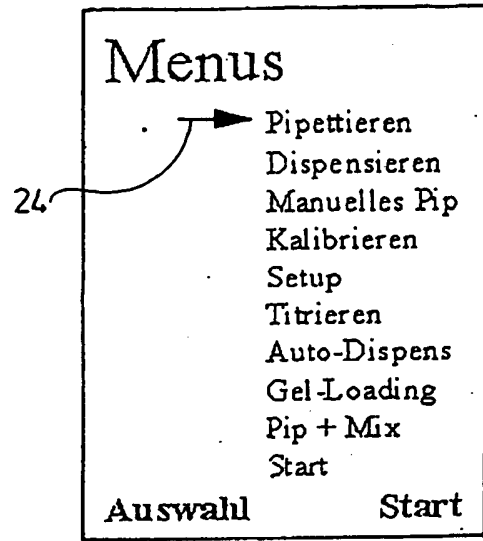 Menus
Pipettieren
24
Dispensieren
Manuelles Pip
Kalibrieren
Setup
Titrieren
Auto-Dispens
Gel-Loading
Pip + Mix
Start
Auswahl Start